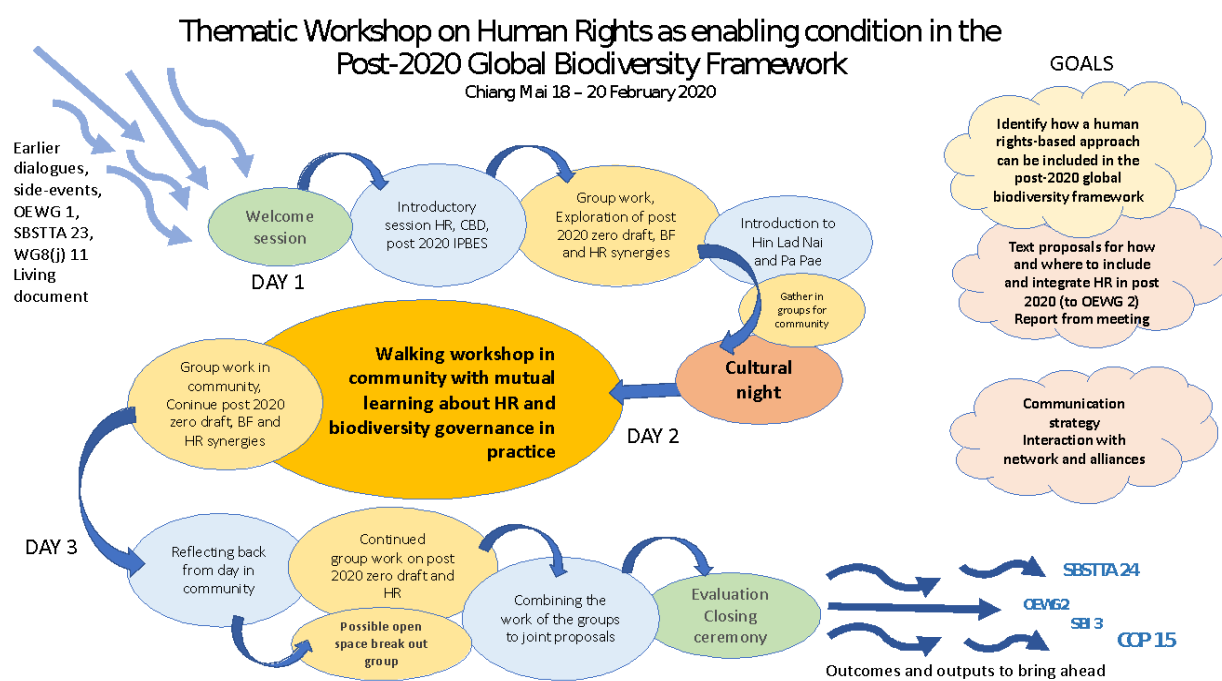 Thematic Workshop on Human Rights as enabling condition in the
Post-2020 Global Biodiversity Framework
Chiang Mai 18 – 20 February 2020
GOALS
Earlier
dialogues,
side-events,
OEWG 1,
SBSTTA 23,
WG8(j) 11
Living
document
Welcome
session
DAY 1
Introductory
session HR, CBD,
post 2020 IPBES
Group work,
Exploration of post
2020 zero draft, BF
and HR synergies
Introduction to
Hin Lad Nai
and Pa Pae
Gather in
groups for
community
Cultural
night
DAY 2
Walking workshop in
community with mutual
learning about HR and
biodiversity governance in
practice
Group work in
community,
Coninue post 2020
zero draft, BF and
HR synergies
DAY 3
Reflecting back
from day in
community
Continued
group work on post
2020 zero draft and
HR
Possible open
space break out
group
Combining the
work of the groups
to joint proposals
Evaluation
Closing
ceremony
SBSTTA 24
OEWG2
SBI 3
COP 15
Outcomes and outputs to bring ahead
Identify how a human
rights-based approach
can be included in the
post-2020 global
biodiversity framework
Text proposals for how
and where to include
and integrate HR in post
2020 (to OEWG 2)
Report from meeting
Communication
strategy
Interaction with
network and alliances